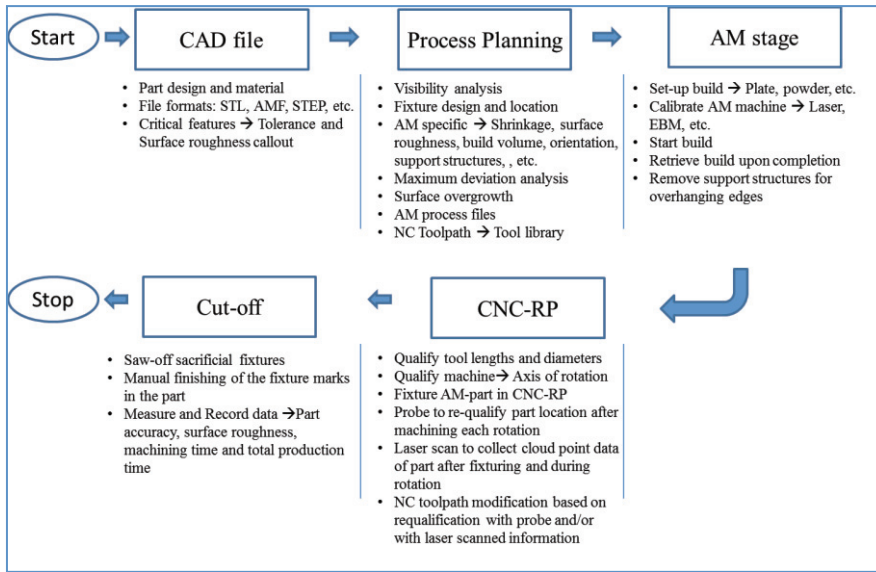 Start
CAD file
Process Planning
AM stage
• Part design and material
• File formats: STL, AMF, STEP, etc.
• Critical features → Tolerance and
Surface roughness callout
• Visibility analysis
• Fixture design and location
• AM specific → Shrinkage, surface
roughness, build volume, orientation,
support structures, , etc.
• Maximum deviation analysis
• Surface overgrowth
• AM process files
• NC Toolpath → Tool library
• Set-up build → Plate, powder, etc.
• Calibrate AM machine → Laser,
EBM, etc.
• Start build
• Retrieve build upon completion
• Remove support structures for
overhanging edges
Stop
Cut-off
CNC-RP
• Saw-off sacrificial fixtures
• Manual finishing of the fixture marks
in the part
• Measure and Record data →Part
accuracy, surface roughness,
machining time and total production
time
• Qualify tool lengths and diameters
• Qualify machine→ Axis of rotation
• Fixture AM-part in CNC-RP
• Probe to re-qualify part location after
machining each rotation
• Laser scan to collect cloud point data
of part after fixturing and during
rotation
• NC toolpath modification based on
requalification with probe and/or
with laser scanned information